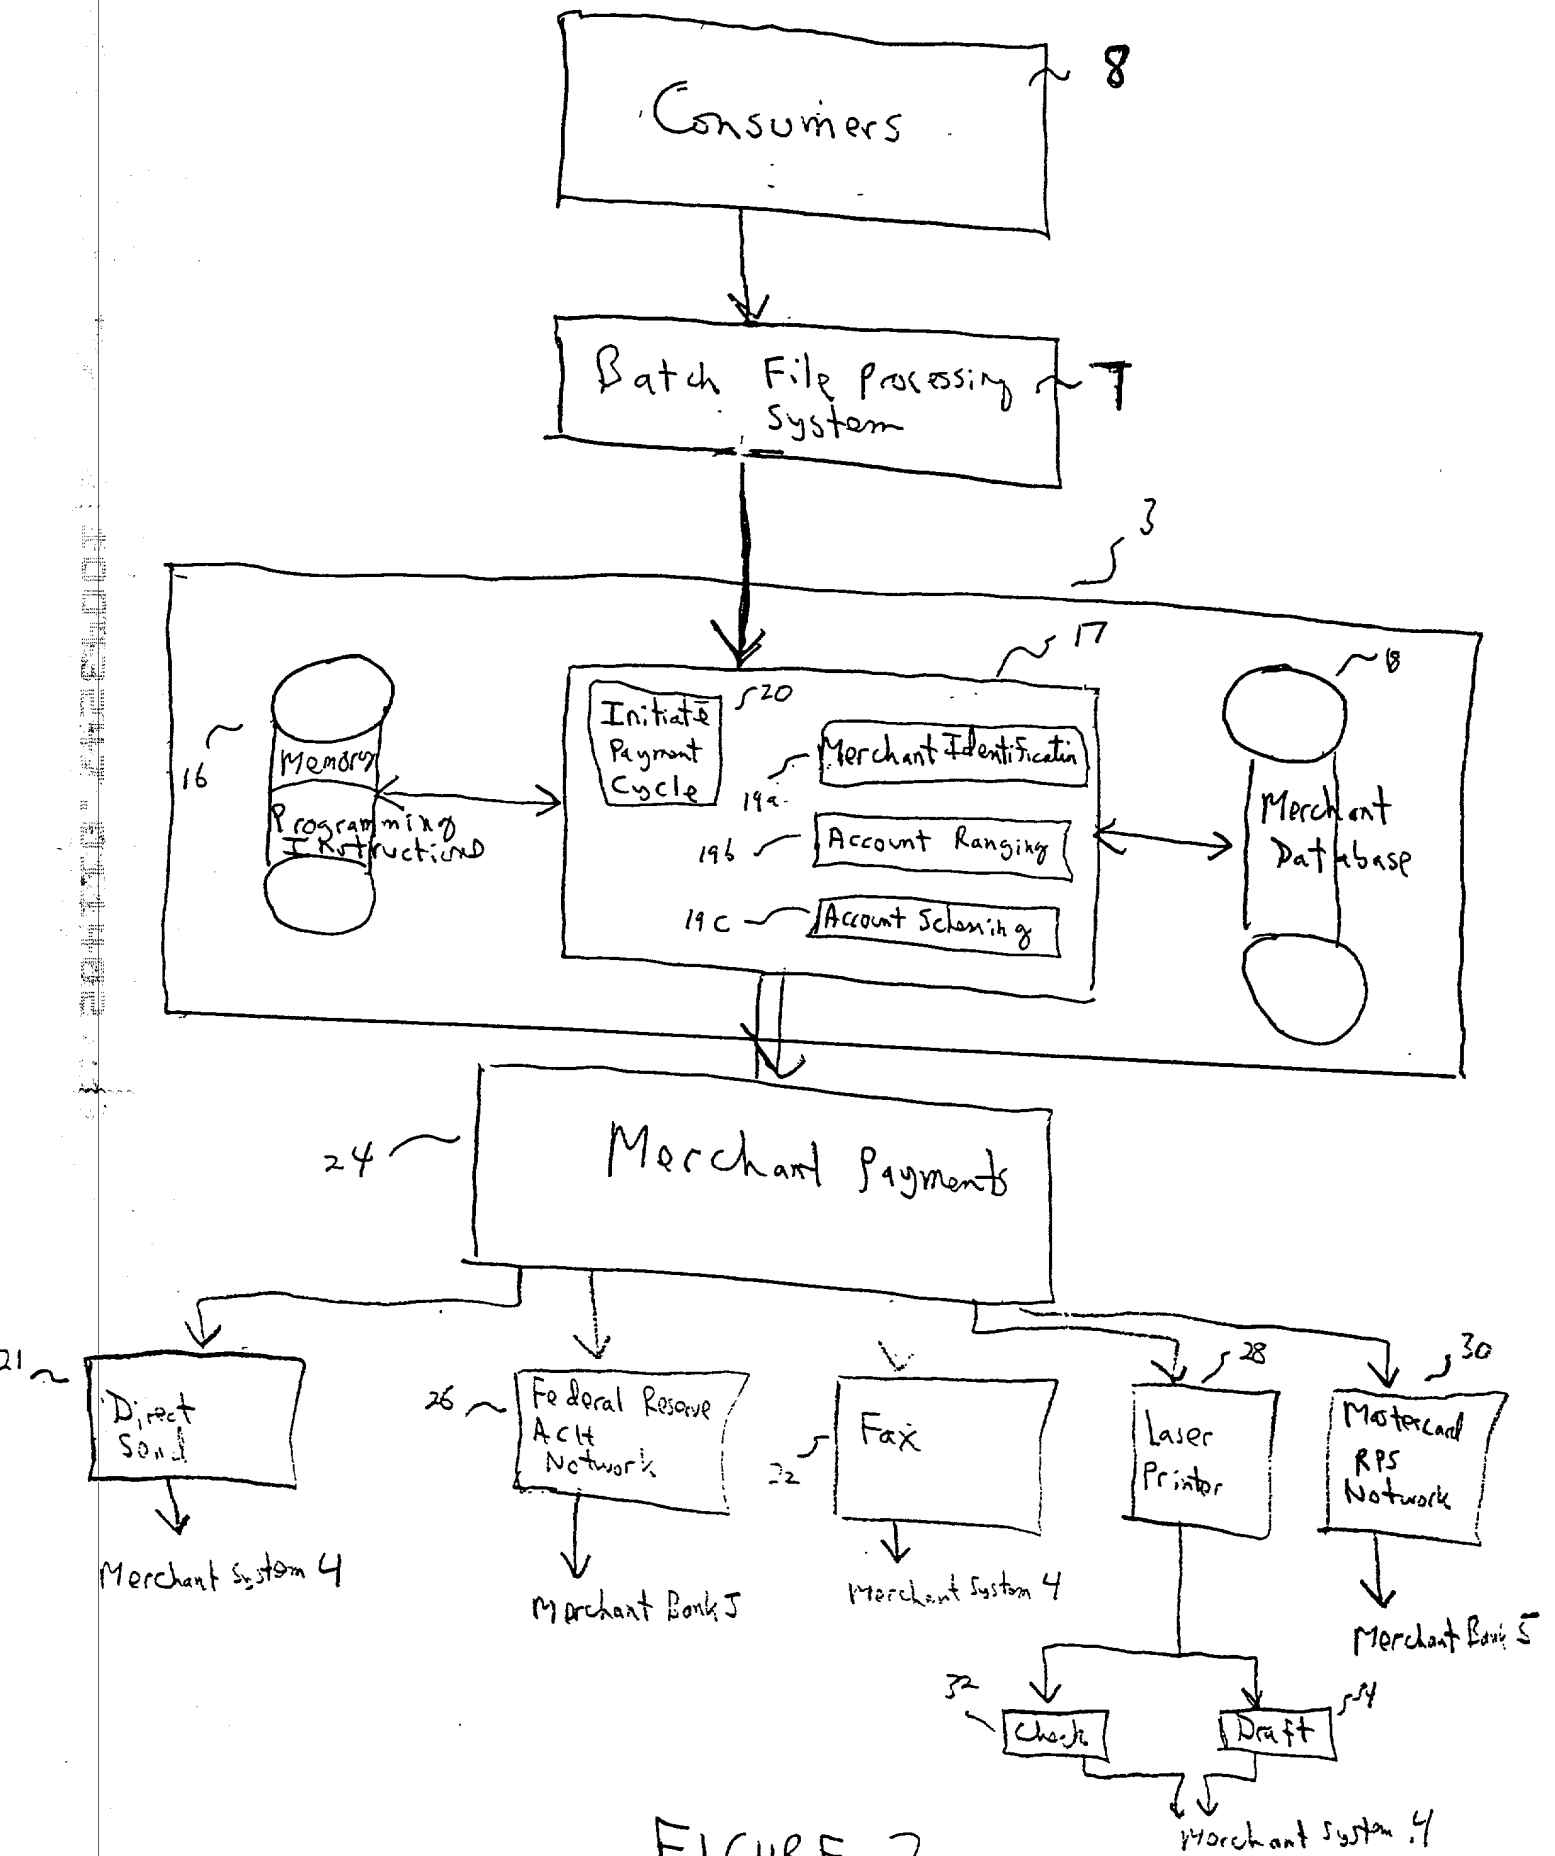 8
Consumers
Batch File Processing
System
7
3
17
18
20
Initiate
Payment
Cycle
Merchant Identificatin
19a
Memory
16
Programming
Instructions
Merchant
Database
19b
Account Ranging
19c
24
Merchant Payments
21
Direct
Send
26
Federal Reserve
ACH
Network
22
Fax
28
Laser
Printer
30
Mastercard
RPS
Network
Merchant System 4
Merchant Bank 5
Merchant System 4
Merchant Bank 5
32
Check
34
Draft
Merchant System 4